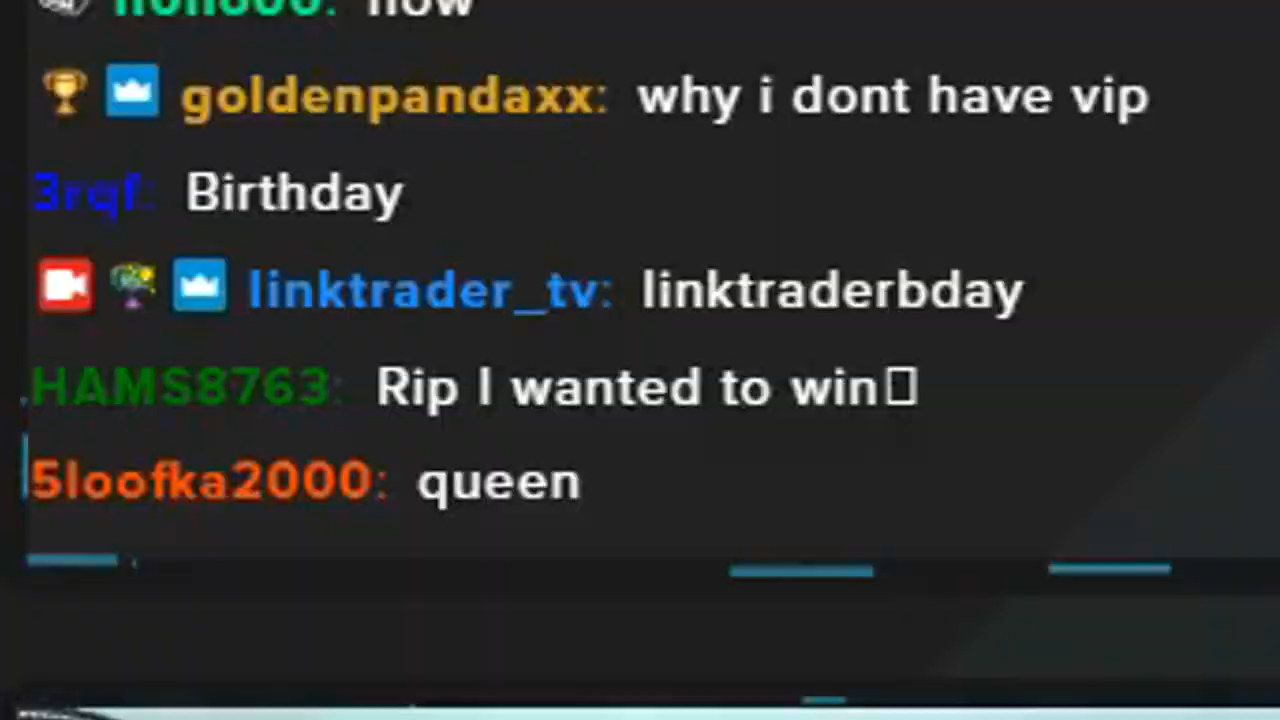 goldenpandaxx: why i dont have vip
3rqf: Birthday
linktrader_tv: linktraderbday
HAMS8763: Rip I wanted to win
5loofka2000: queen